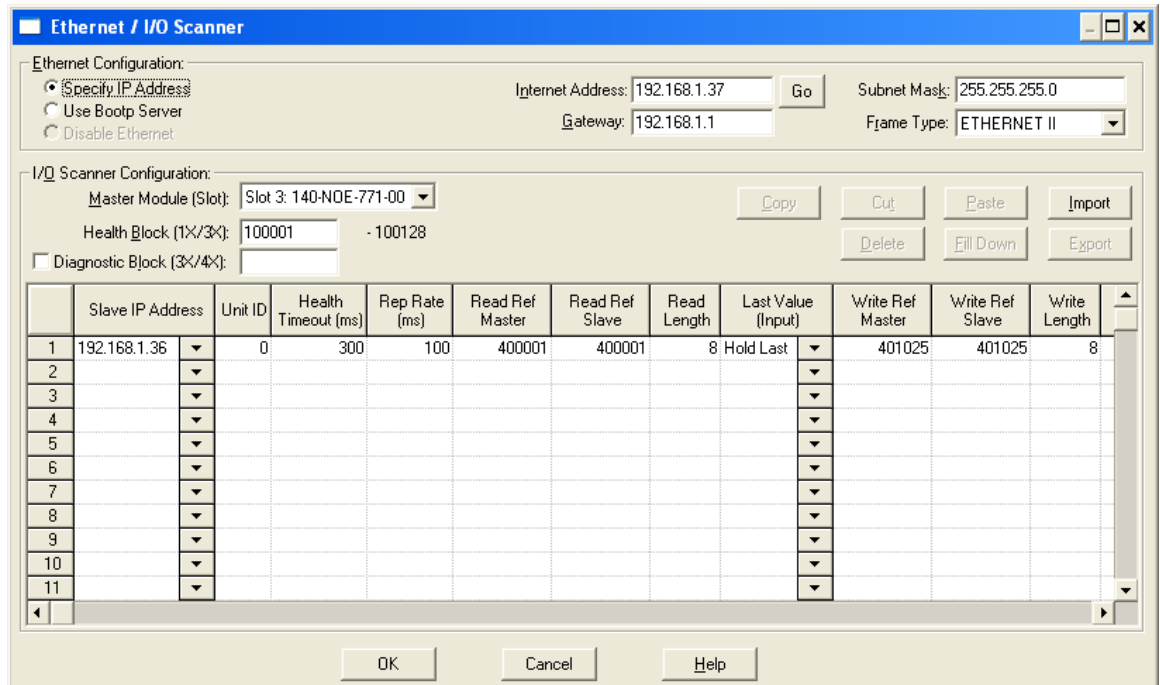 Ethernet / I/O Scanner
Ethernet Configuration:
Specify IP Address
Use Bootp Server
Disable Ethernet
Internet Address: 192.168.1.37 Go
Gateway: 192.168.1.1
Subnet Mask: 255.255.255.0
Frame Type: ETHERNET II
I/O Scanner Configuration:
Master Module (Slot): Slot 3: 140-NOE-771-00
Health Block (1X/3X): 100001 - 100128
Diagnostic Block (3X/4X):
Copy Cut Paste Import
Delete Fill Down Export
Slave IP Address Unit ID Health Timeout (ms) Rep Rate (ms) Read Ref Master Read Ref Slave Read Length Last Value (Input) Write Ref Master Write Ref Slave Write Length
1 192.168.1.36 0 300 100 400001 400001 8 Hold Last 401025 401025 8
2
3
4
5
6
7
8
9
10
11
OK Cancel Help